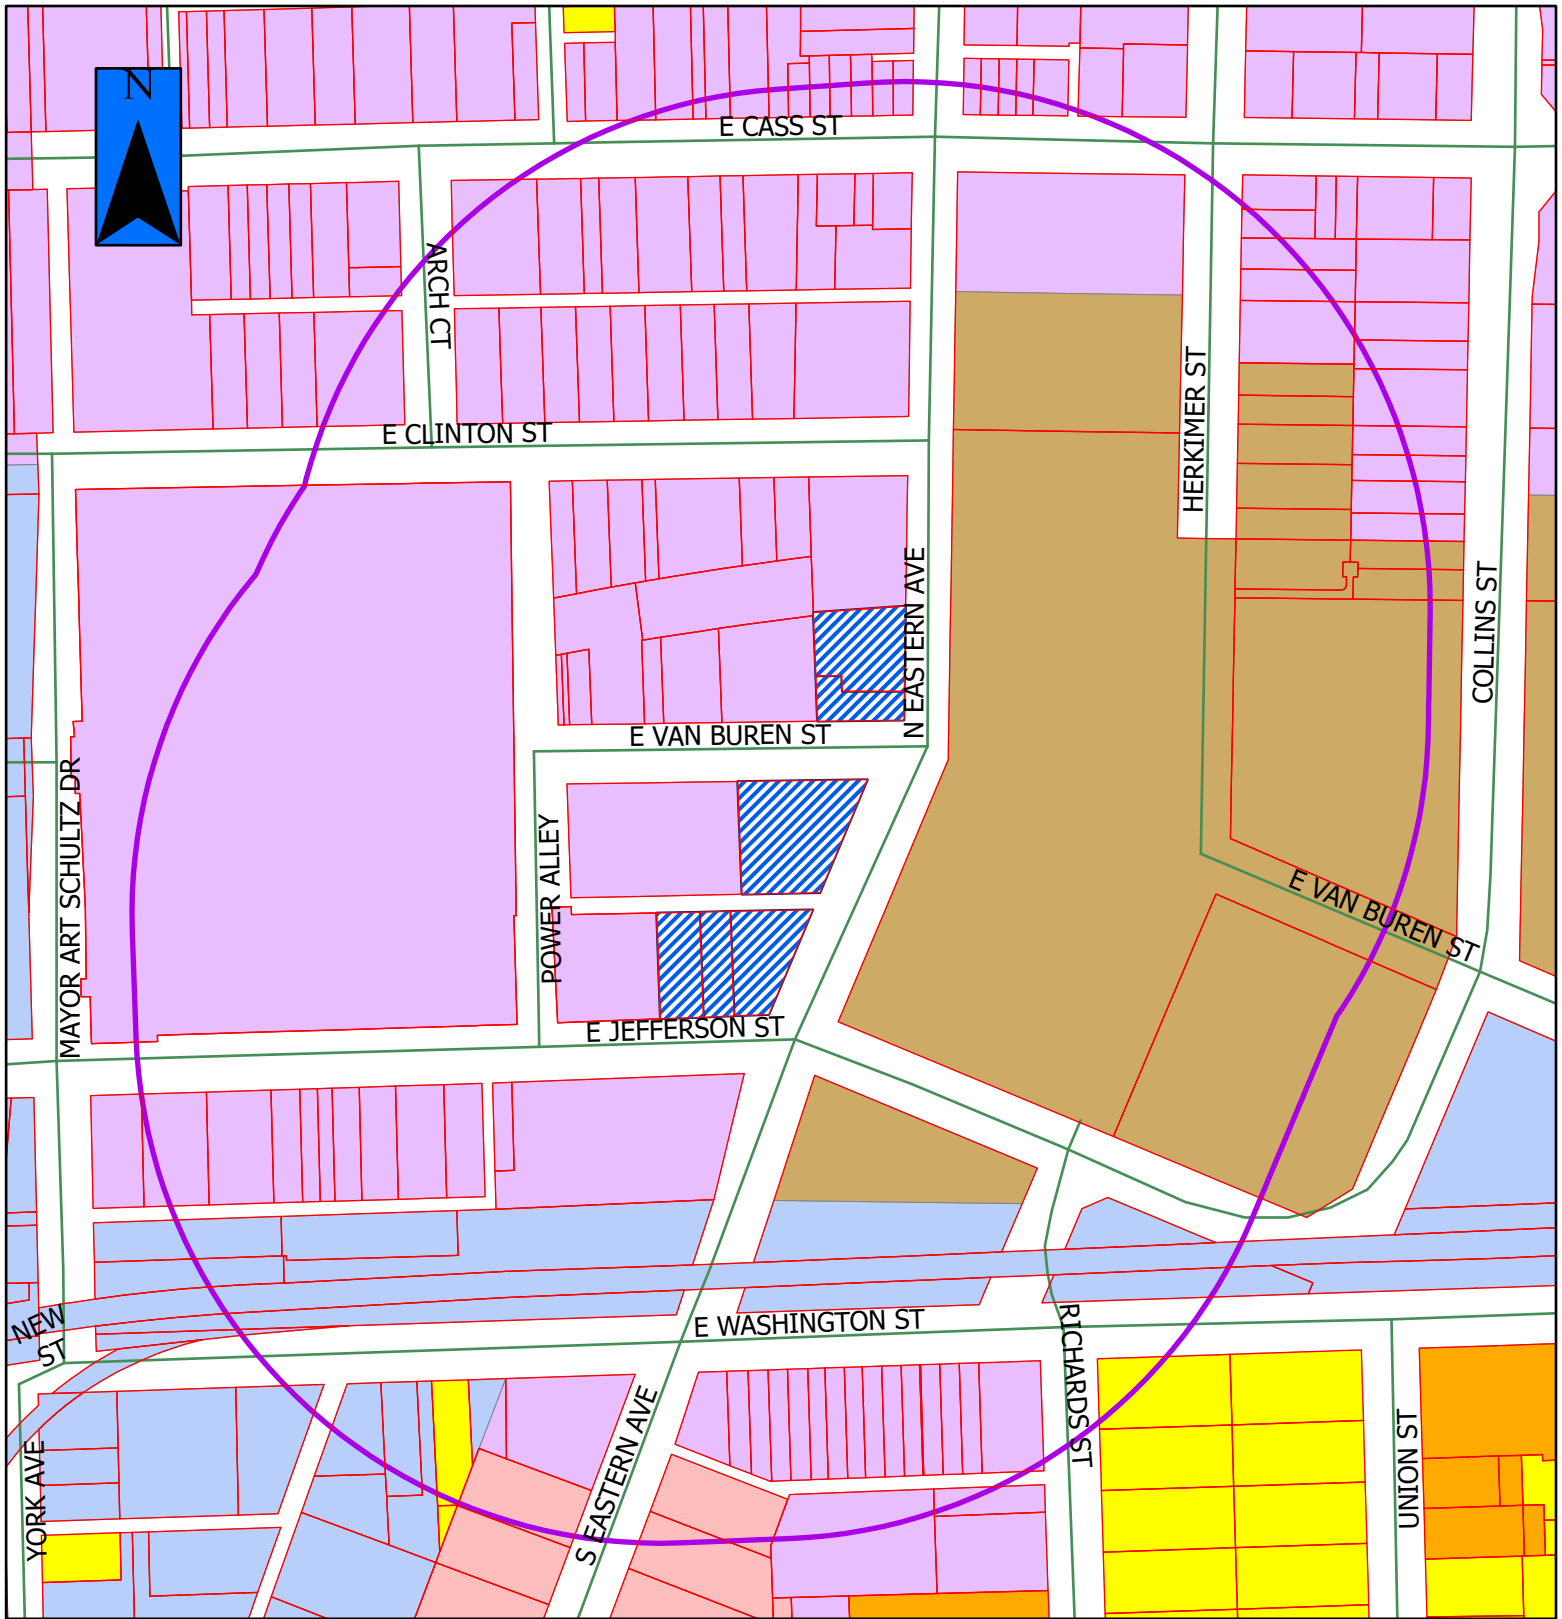 N
E CASS ST
ARCH CT
HERKIMER ST
E CLINTON ST
N EASTERN AVE
COLLINS ST
E VAN BUREN ST
MAYOR ART SCHULTZ DR
POWER ALLEY
E VAN BUREN ST
E JEFFERSON ST
NEW
ST
E WASHINGTON ST
RICHARDS ST
S EASTERN AVE
YORK AVE
UNION ST